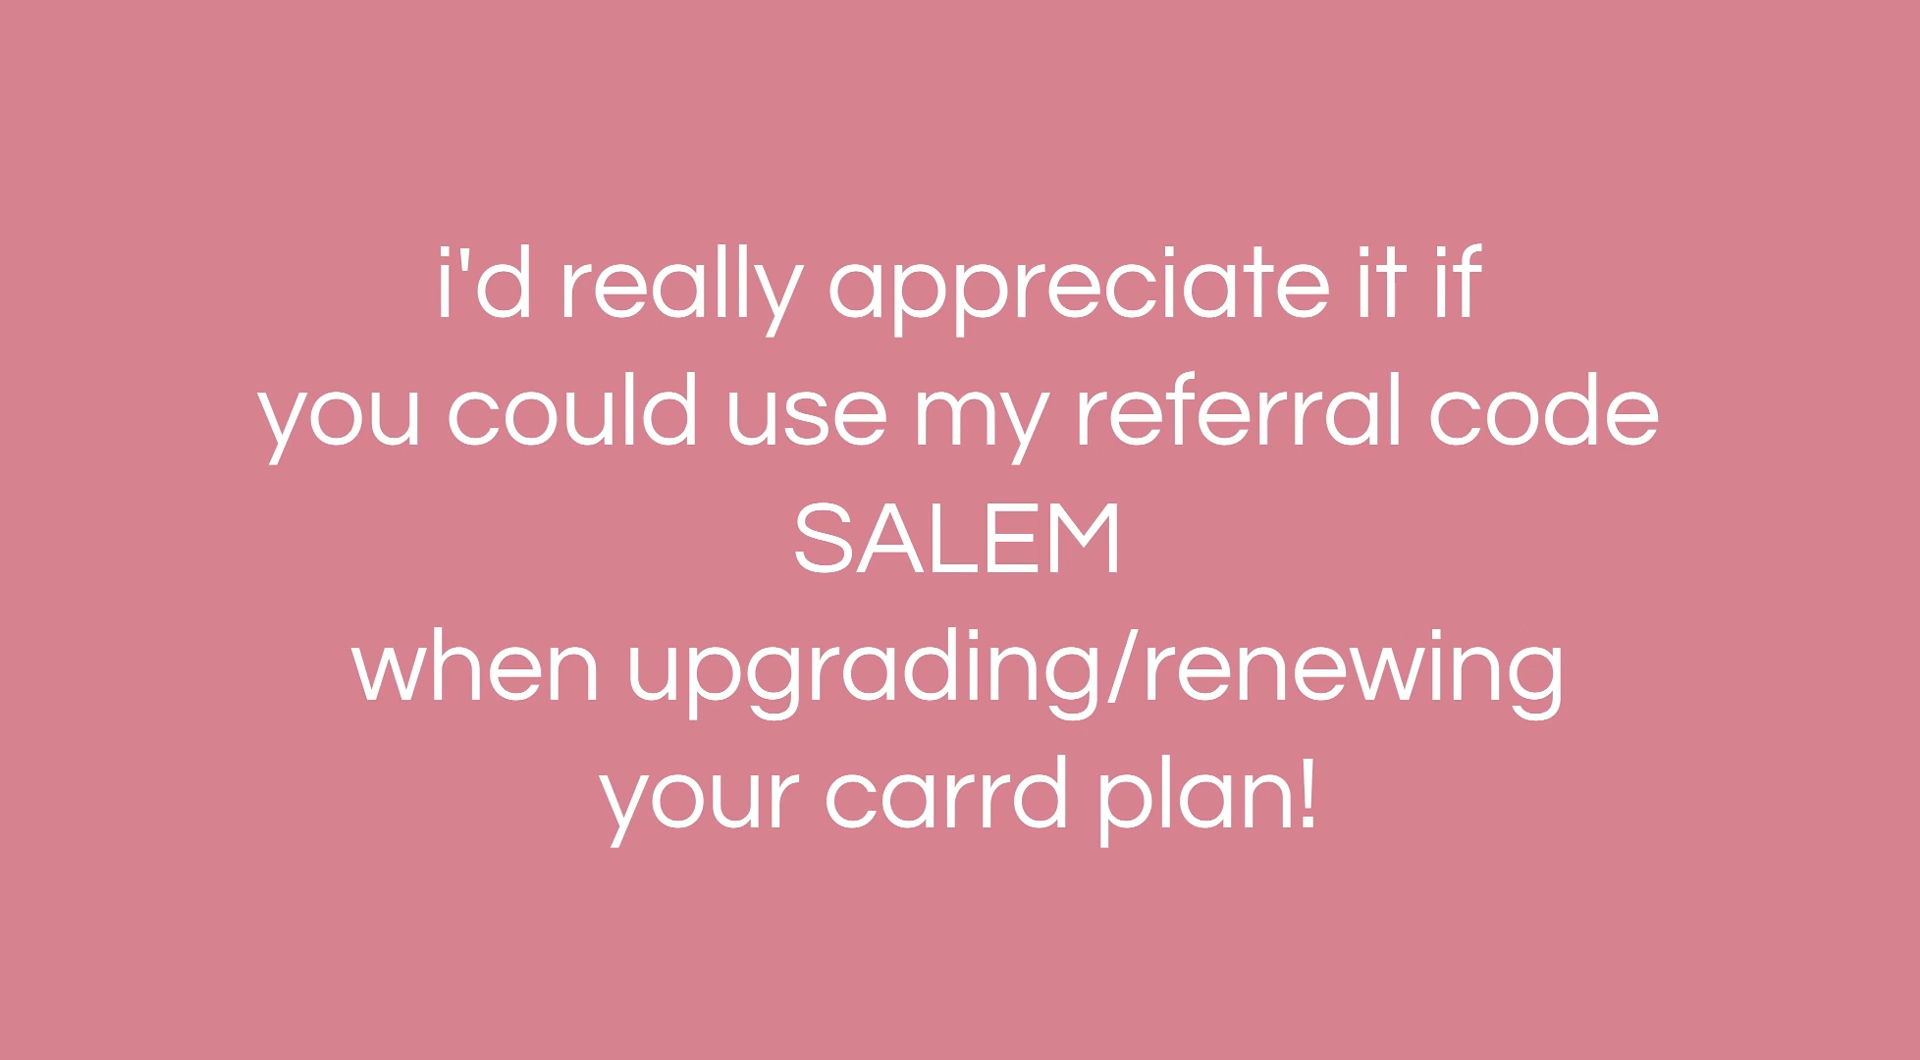 i'd really appreciate it if
you could use my referral code
SALEM
when upgrading/renewing
your carrd plan!